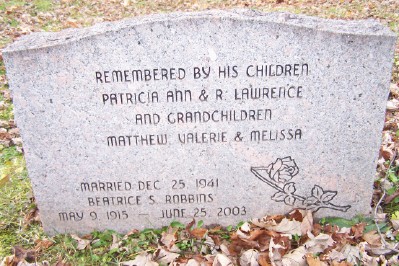 REMEMBERED BY HIS CHILDREN
PATRICIA ANN & R. LAWRENCE
AND GRANDCHILDREN
MATTHEW, VALERIE & MELISSA
MARRIED DEC. 25 1941
BEATRICE S. ROBBINS
MAY 9, 1915 — JUNE 25, 2003